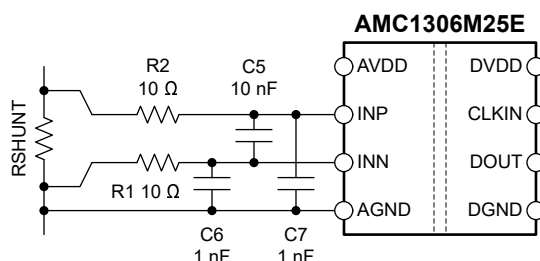 AMC1306M25E
R2
10 Ω
C5
10 nF
AVDD
DVDD
INP
CLKIN
RSHUNT
INN
DOUT
R1 10 Ω
AGND
DGND
C6
1 nF
C7
1 nF